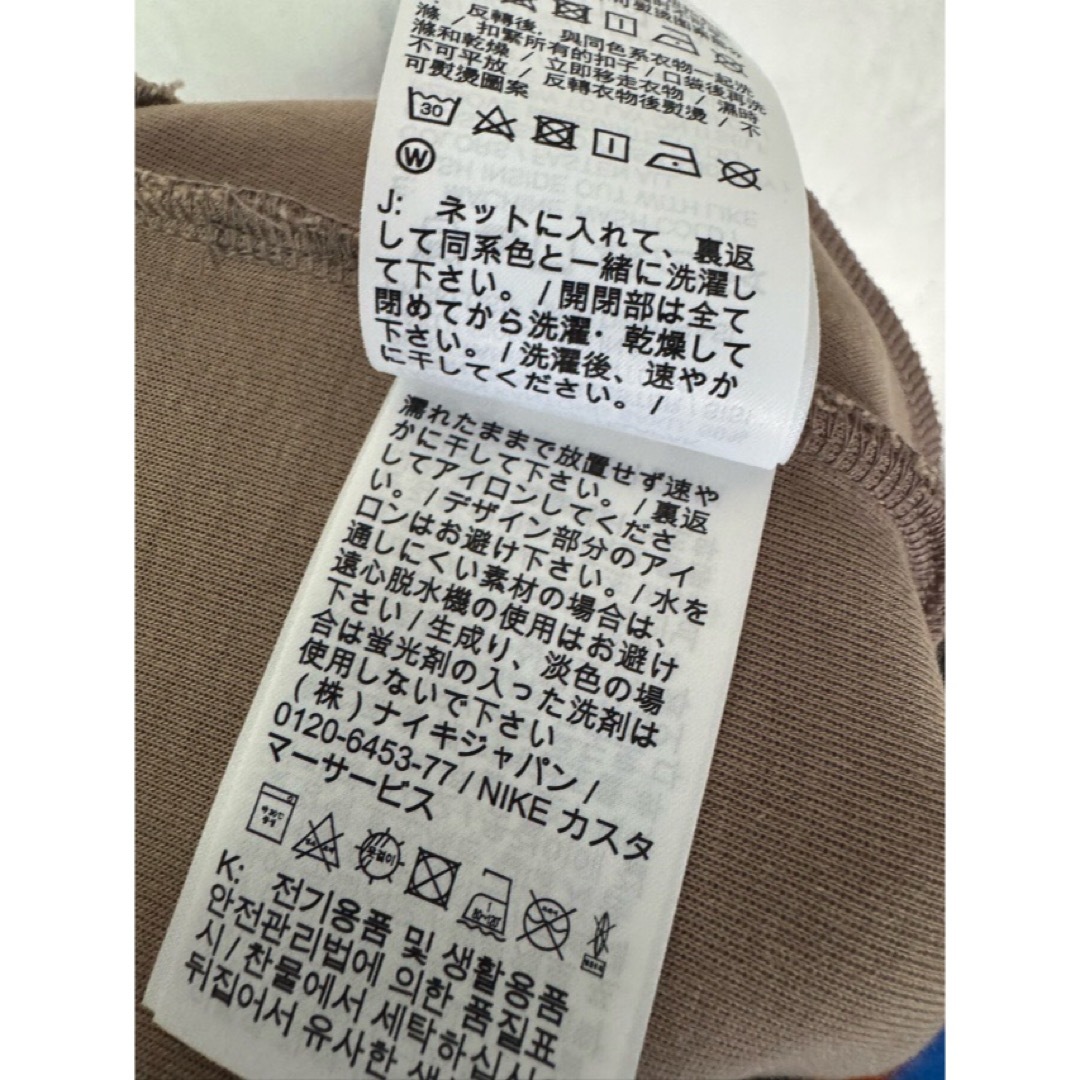 反轉後，與同色系衣物一起洗
滌 / 扣緊所有的扣子 / 口袋後再洗
滌和乾燥 / 立即移走衣物 / 濕時
不可平放 / 反轉衣物後熨燙 / 不
可熨燙圖案
30
W
J: ネットに入れて、裏返
して同系色と一緒に洗濯し
て下さい。 / 開閉部は全て
閉めてから洗濯・乾燥して
下さい。 / 洗濯後、速やか
に干してください。 /
濡れたままで放置せず速や
かに干して下さい。 / 裏返
してアイロンしてくださ
い。 / デザイン部分のアイ
ロンはお避け下さい。 / 水を
通しにくい素材の場合は、
遠心脱水機の使用はお避け
下さい / 生成り、淡色の場
合は蛍光剤の入った洗剤は
使用しないで下さい
(株) ナイキジャパン /
0120-6453-77 / NIKE カスタ
マーサービス
옷걸이
K: 전기용품 및 생활용품
안전관리법에 의한 품질표
시 / 찬물에서 세탁하십시
뒤집어서 유사한 색